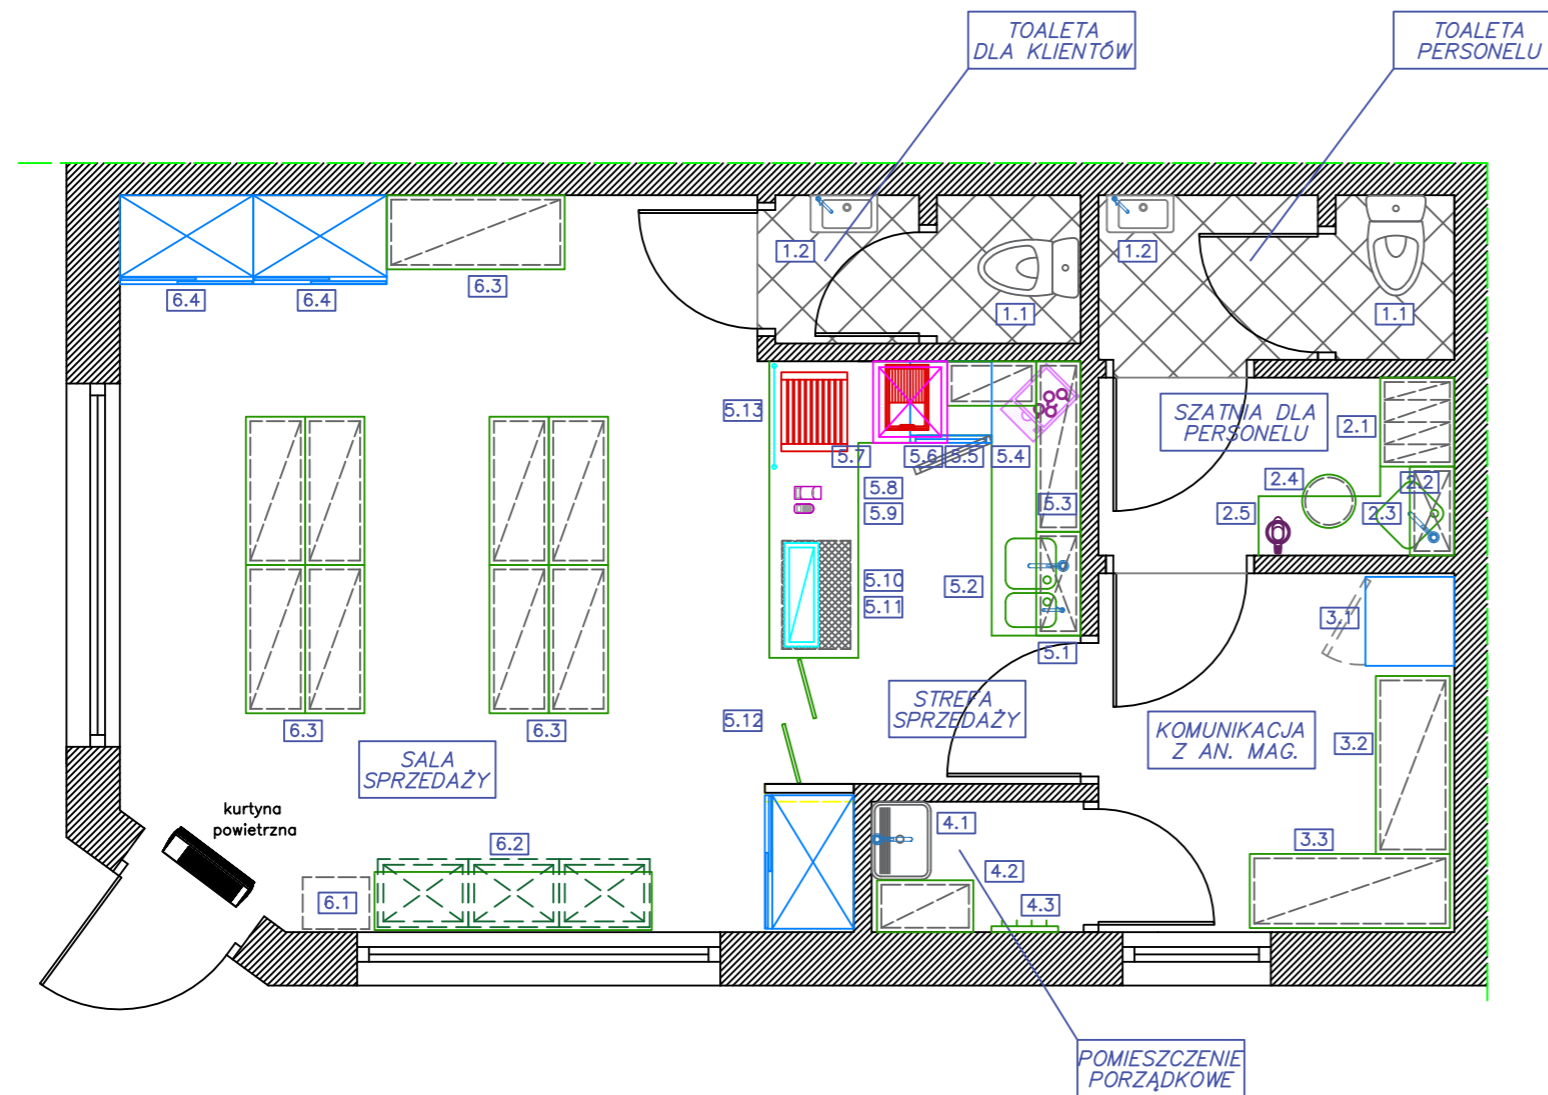 TOALETA
DLA KLIENTÓW
TOALETA
PERSONELU
1.2
1.2
6.4
6.4
6.3
1.1
1.1
5.13
SZATNIA DLA
PERSONELU
2.1
5.7
5.6
5.5
5.4
2.4
2.2
5.8
5.9
5.3
2.5
2.3
5.10
5.11
5.2
3.1
5.1
6.3
6.3
5.12
STREFA
SPRZEDAŻY
KOMUNIKACJA
Z AN. MAG.
3.2
SALA
SPRZEDAŻY
kurtyna
powietrzna
4.1
6.2
3.3
4.2
6.1
4.3
POMIESZCZENIE
PORZĄDKOWE